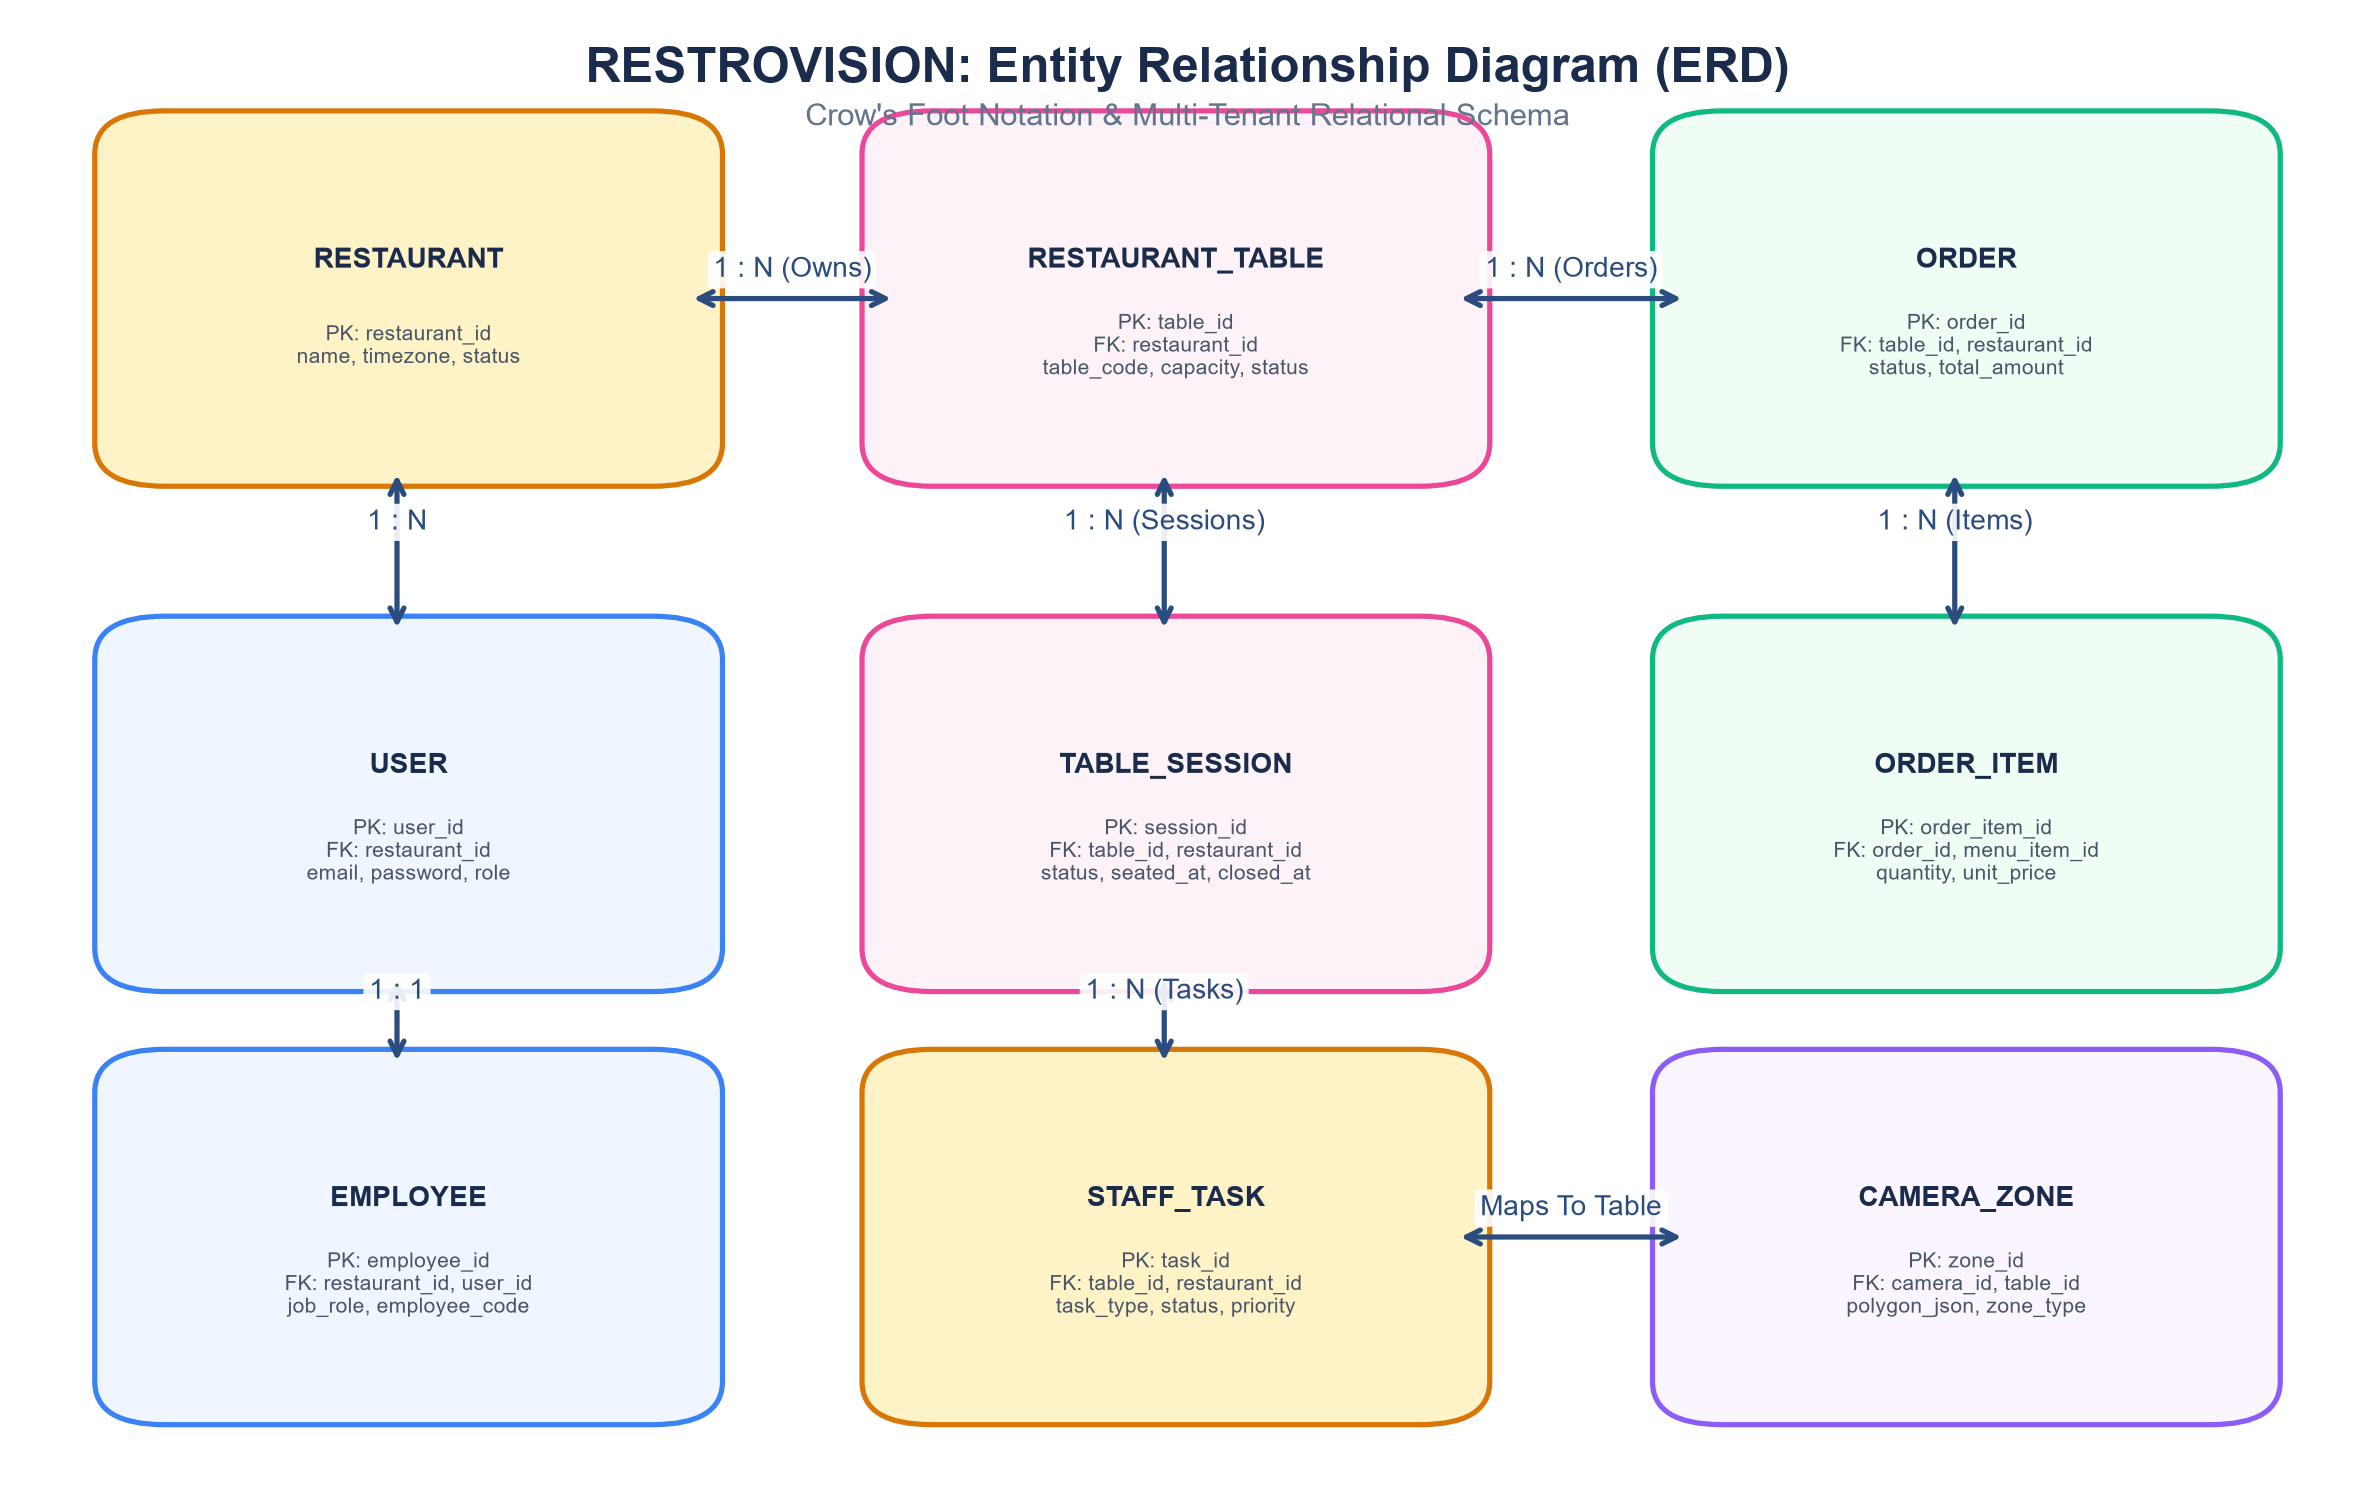 RESTROVISION: Entity Relationship Diagram (ERD)
Crow's Foot Notation & Multi-Tenant Relational Schema
RESTAURANT
PK: restaurant_id
name, timezone, status
1 : N (Owns)
RESTAURANT_TABLE
PK: table_id
FK: restaurant_id
table_code, capacity, status
1 : N (Orders)
ORDER
PK: order_id
FK: table_id, restaurant_id
status, total_amount
1 : N
1 : N (Sessions)
1 : N (Items)
USER
PK: user_id
FK: restaurant_id
email, password, role
TABLE_SESSION
PK: session_id
FK: table_id, restaurant_id
status, seated_at, closed_at
ORDER_ITEM
PK: order_item_id
FK: order_id, menu_item_id
quantity, unit_price
1 : 1
1 : N (Tasks)
EMPLOYEE
PK: employee_id
FK: restaurant_id, user_id
job_role, employee_code
STAFF_TASK
PK: task_id
FK: table_id, restaurant_id
task_type, status, priority
Maps To Table
CAMERA_ZONE
PK: zone_id
FK: camera_id, table_id
polygon_json, zone_type